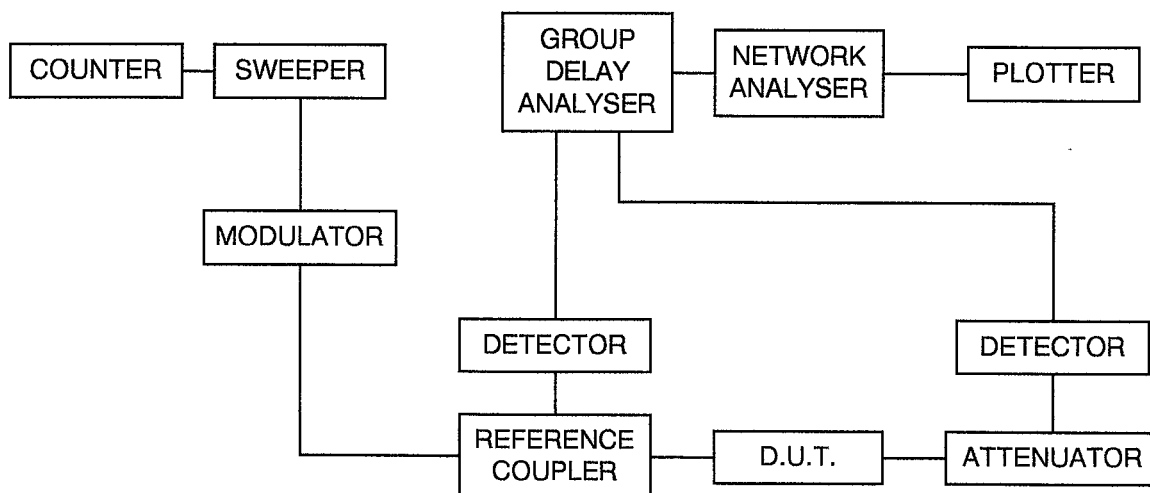 COUNTER
SWEEPER
GROUP
DELAY
ANALYSER
NETWORK
ANALYSER
PLOTTER
MODULATOR
DETECTOR
DETECTOR
REFERENCE
COUPLER
D.U.T.
ATTENUATOR